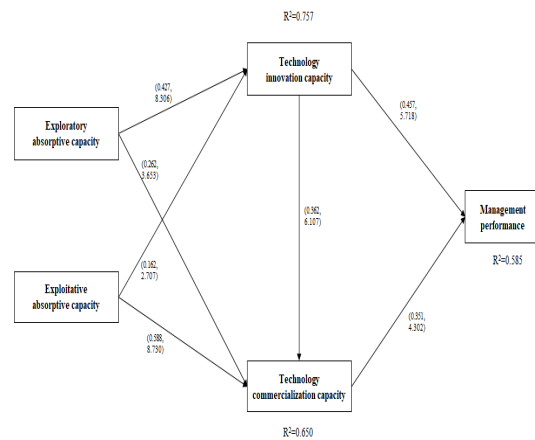 R²=0.757
Technology
innovation capacity
(0.427,
8.306)
(0.457,
5.718)
Exploratory
absorptive capacity
(0.262,
3.653)
(0.362,
6.107)
Management
performance
R²=0.585
(0.162,
2.707)
Exploitative
absorptive capacity
(0.588,
8.730)
(0.351,
4.302)
Technology
commercialization capacity
R²=0.650